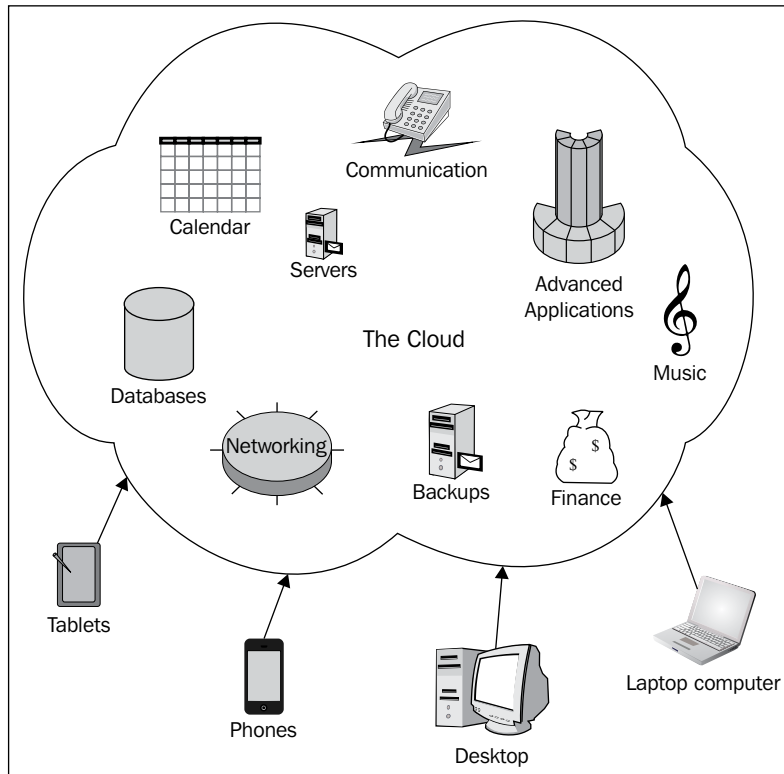 Communication
Calendar
Servers
Advanced
Applications
The Cloud
Music
Databases
Networking
Backups
Finance
$
$
Tablets
Phones
Desktop
Laptop computer